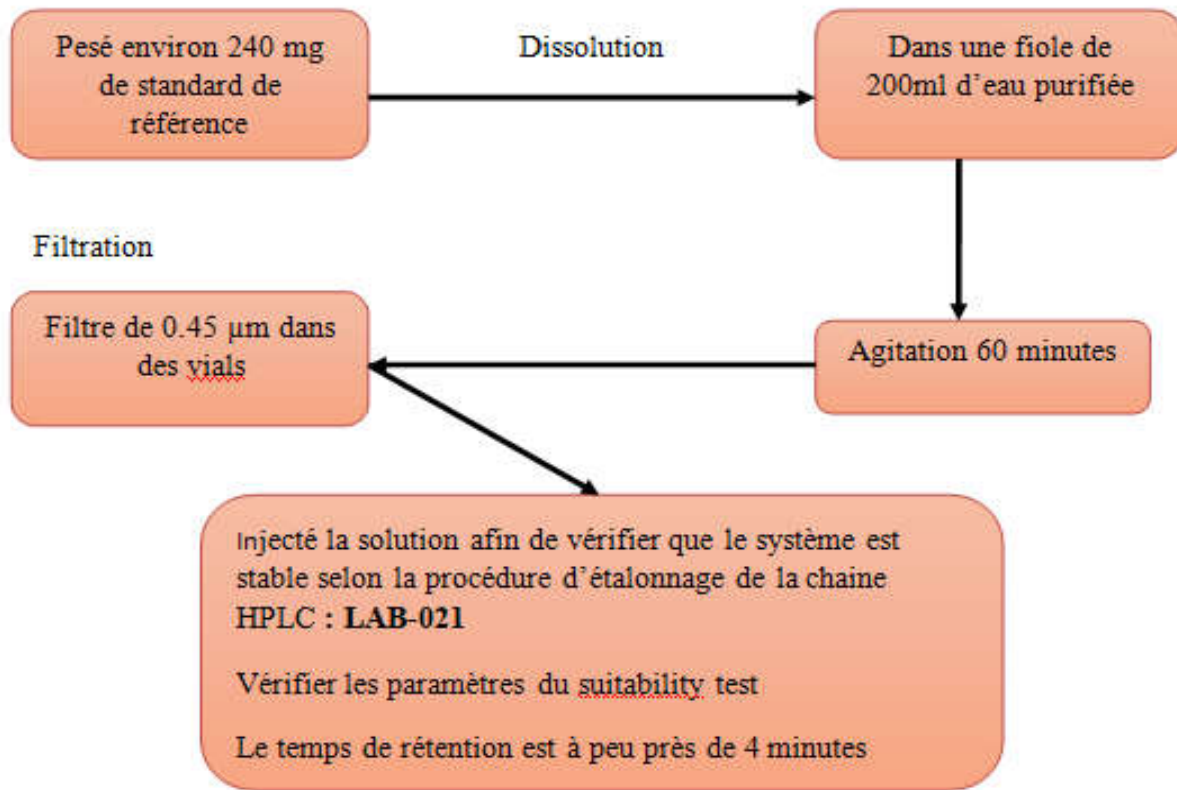 Pesé environ 240 mg
de standard de
référence
Dissolution
Dans une fiole de
200ml d’eau purifiée
Agitation 60 minutes
Filtration
Filtre de 0.45 µm dans
des vials
Injecté la solution afin de vérifier que le système est
stable selon la procédure d’étalonnage de la chaine
HPLC : LAB-021
Vérifier les paramètres du suitability test
Le temps de rétention est à peu près de 4 minutes